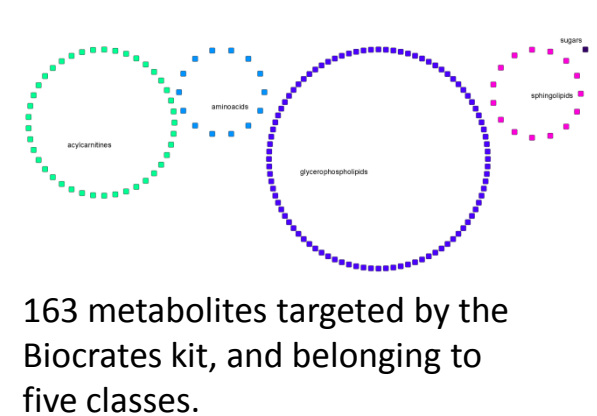 sugars
aminoacids
sphingolipids
acylcarnitines
glycerophospholipids
163 metabolites targeted by the
Biocrates kit, and belonging to
five classes.